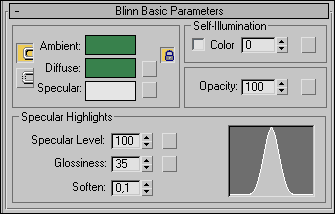 - Blinn Basic Parameters
Self-Illumination
Ambient:
Color 0
Diffuse:
Specular:
Opacity: 100
Specular Highlights
Specular Level: 100
Glossiness: 35
Soften: 0,1